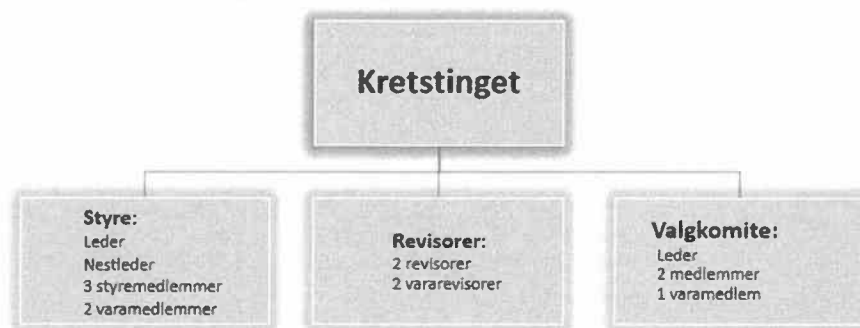 Kretstinget
Styre:
Leder
Nestleder
3 styremedlemmer
2 varamedlemmer
Revisorer:
2 revisorer
2 vararevisorer
Valgkomite:
Leder
2 medlemmer
1 varamedlem